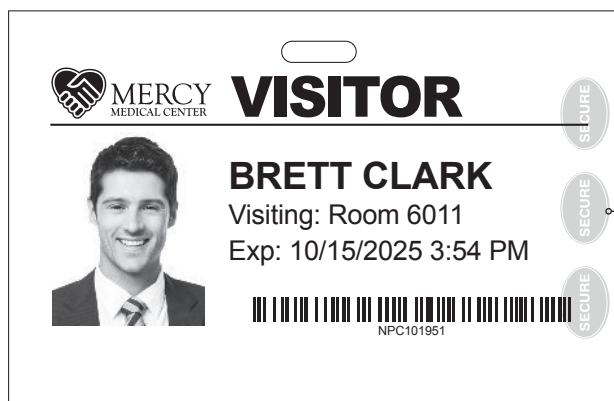 MERCY
MEDICAL CENTER
VISITOR
SECURE
BRETT CLARK
Visiting: Room 6011
SECURE
Exp: 10/15/2025 3:54 PM
SECURE
NPC101951